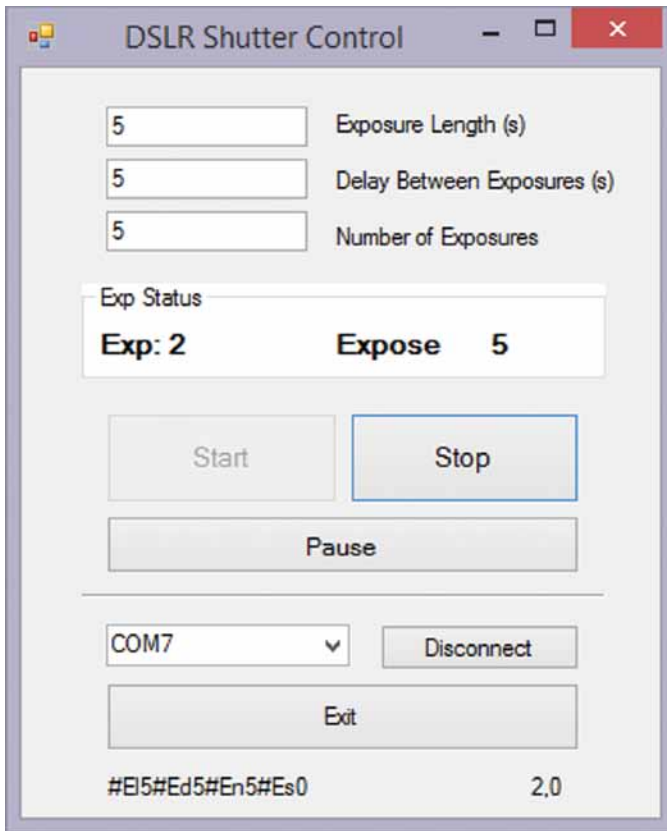 DSLR Shutter Control
5 Exposure Length (s)
5 Delay Between Exposures (s)
5 Number of Exposures
Exp Status
Exp: 2 Expose 5
Start Stop
Pause
COM7 Disconnect
Exit
#El5#Ed5#En5#Es0 2,0